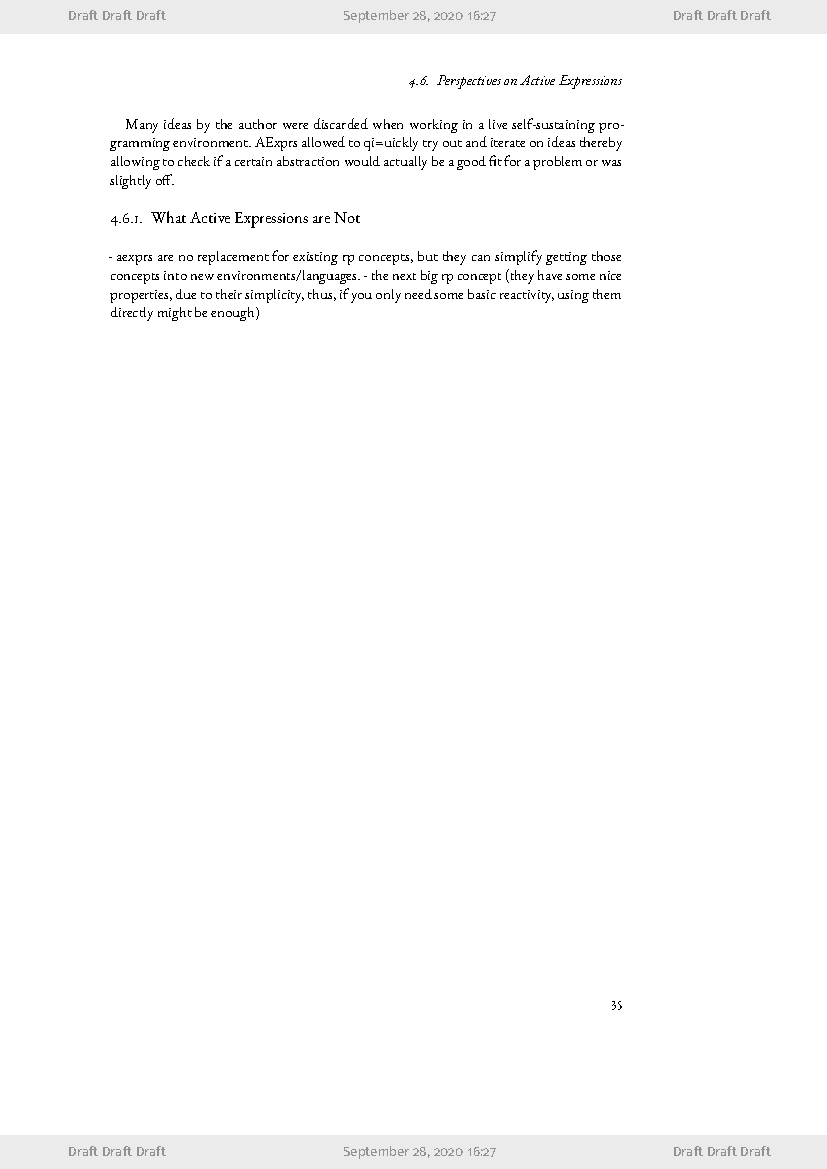 Draft Draft Draft September 28, 2020 16:27 Draft Draft Draft
4.6. Perspectives on Active Expressions
Many ideas by the author were discarded when working in a live self-sustaining pro-
gramming environment. AExprs allowed to qi=uickly try out and iterate on ideas thereby
allowing to check if a certain abstraction would actually be a good fit for a problem or was
slightly off.
4.6.1. What Active Expressions are Not
- aexprs are no replacement for existing rp concepts, but they can simplify getting those
concepts into new environments/languages. - the next big rp concept (they have some nice
properties, due to their simplicity, thus, if you only need some basic reactivity, using them
directly might be enough)
35
Draft Draft Draft September 28, 2020 16:27 Draft Draft Draft